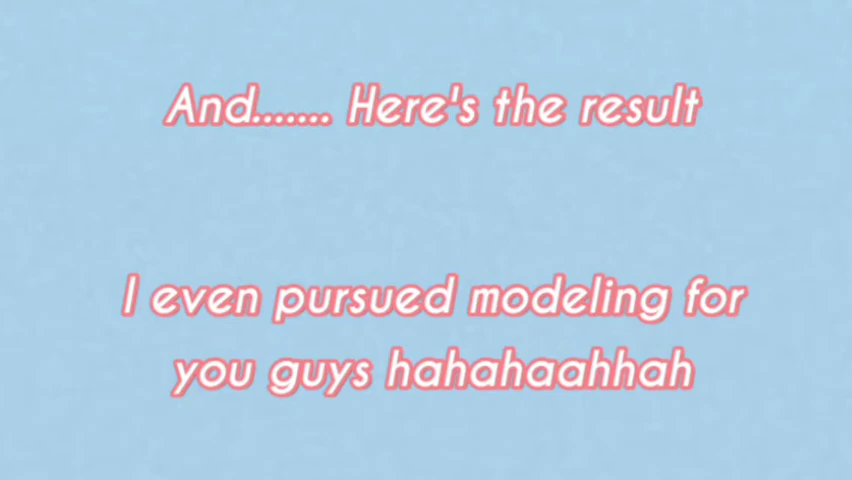 And....... Here's the result
I even pursued modeling for
you guys hahahaahhah